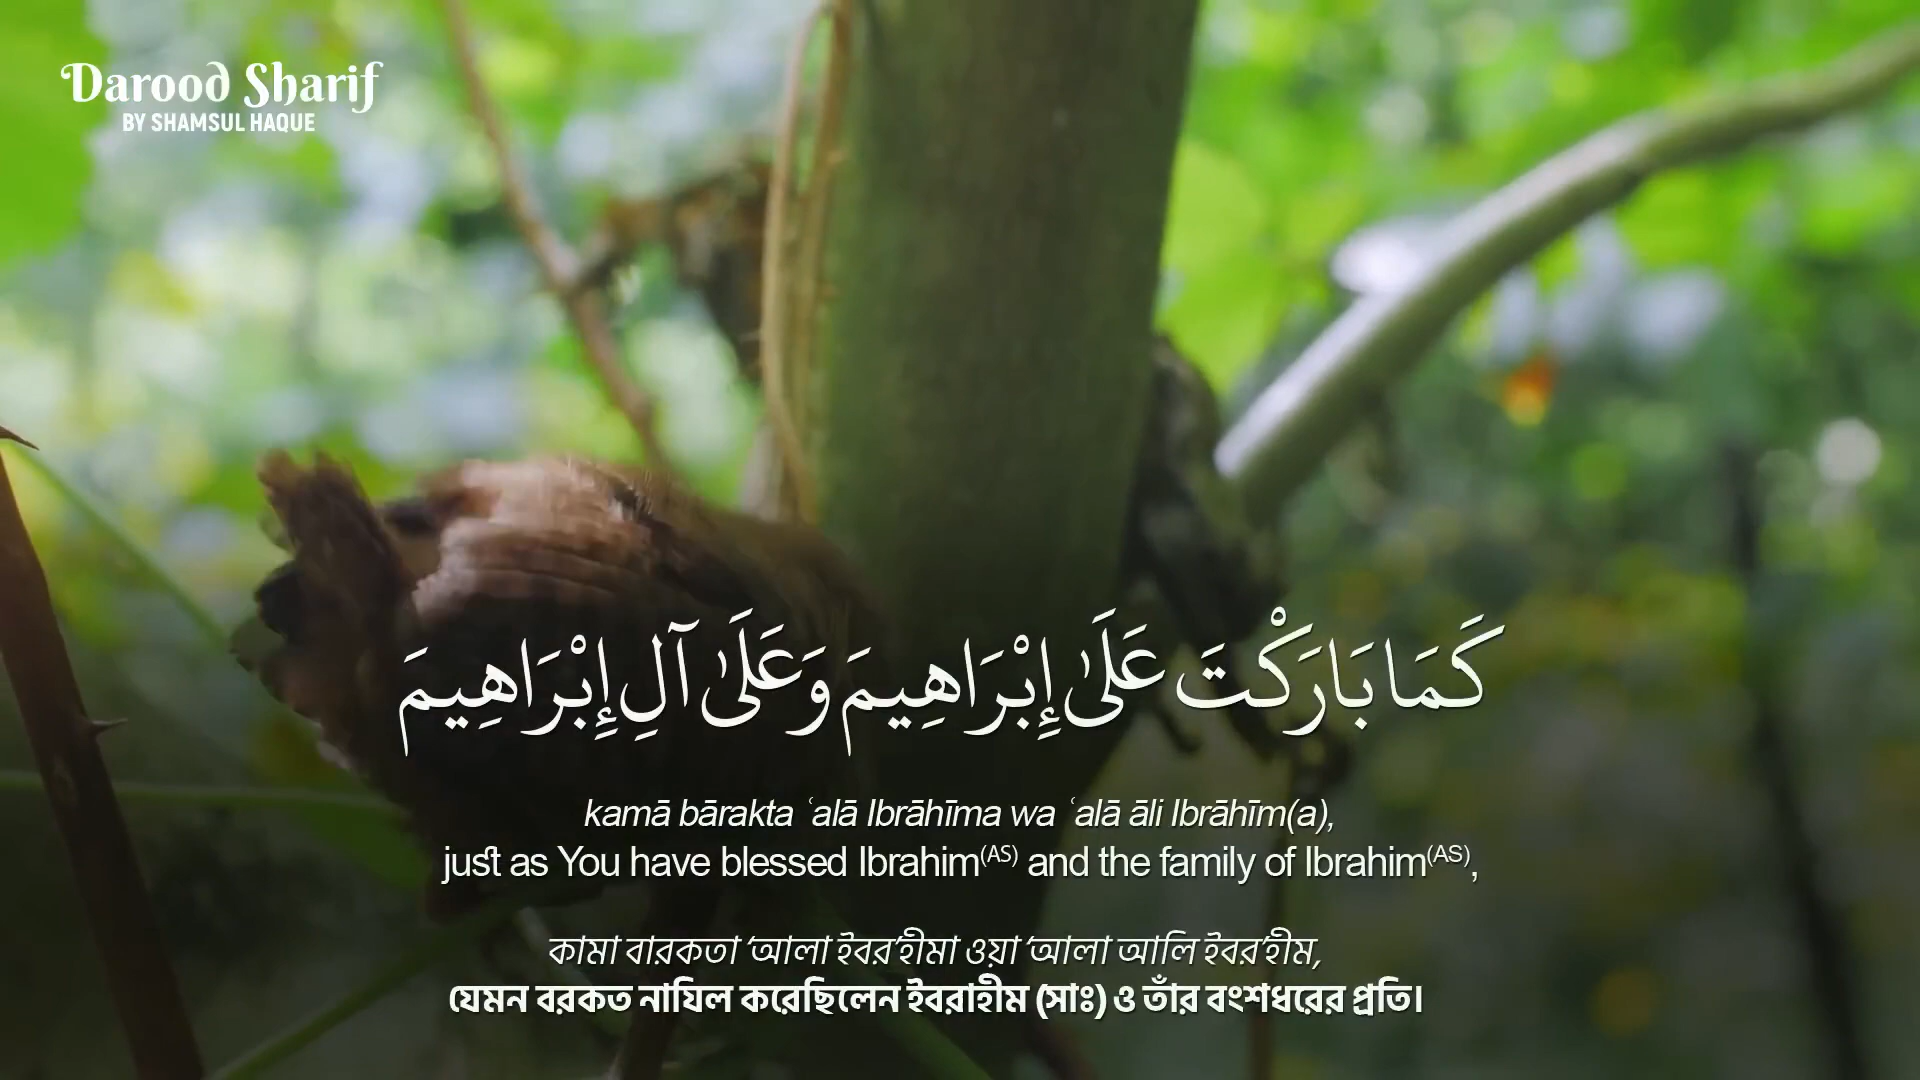 Darood Sharif
BY SHAMSUL HAQUE
كَمَا بَارَكْتَ عَلَىٰ إِبْرَاهِيمَ وَعَلَىٰ آلِ إِبْرَاهِيمَ
kamā bārakta ʿalā Ibrāhīma wa ʿalā āli Ibrāhīm(a),
just as You have blessed Ibrahim(AS) and the family of Ibrahim(AS),
কামা বারকতা ‘আলা ইবর’হীমা ওয়া ‘আলা আলি ইবর’হীম,
যেমন বরকত নাযিল করেছিলেন ইবরাহীম (সাঃ) ও তাঁর বংশধরের প্রতি।